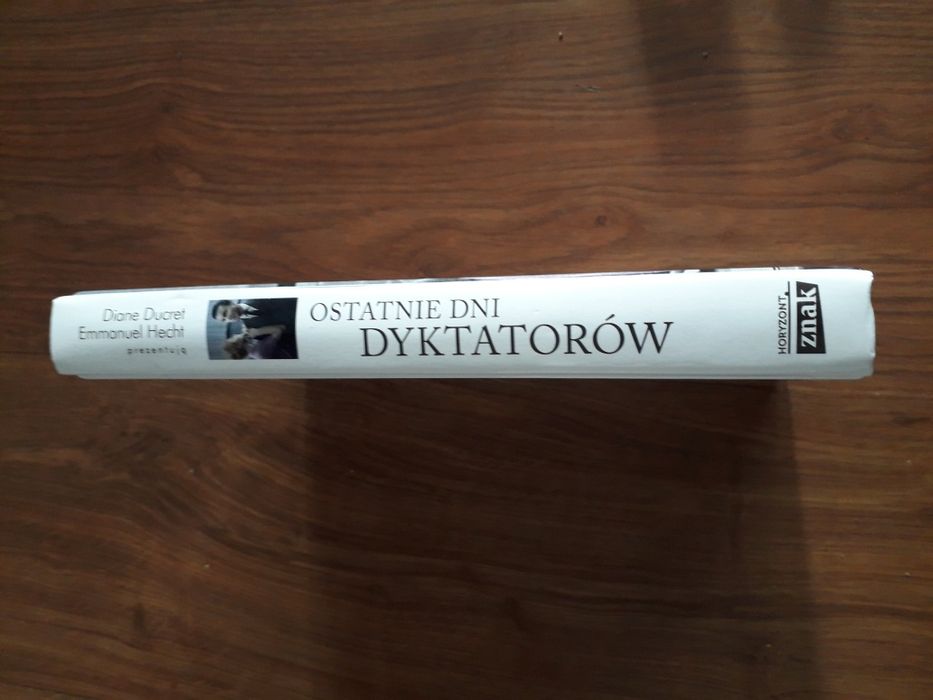 Diane Ducret
Emmanuel Hecht
prezentują
OSTATNIE DNI
DYKTATORÓW
HORYZONT
znak